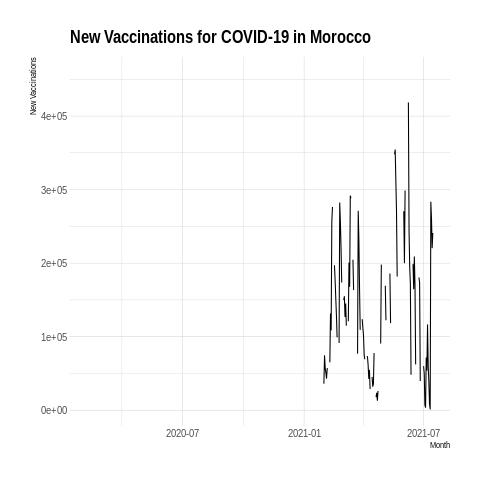 New Vaccinations for COVID-19 in Morocco
New Vaccinations
4e+05
3e+05
2e+05
1e+05
0e+00
2020-07 2021-01 2021-07
Month